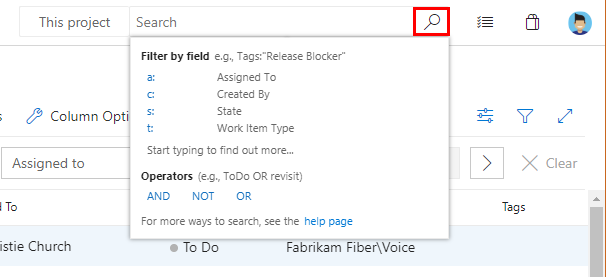 This project
Search
Filter by field e.g., Tags:"Release Blocker"
a: Assigned To
c: Created By
s: State
t: Work Item Type
Start typing to find out more...
Operators (e.g., ToDo OR revisit)
AND NOT OR
For more ways to search, see the help page
s
Column Opti
Assigned to
Clear
d To
Tags
stie Church
To Do
Fabrikam Fiber\Voice